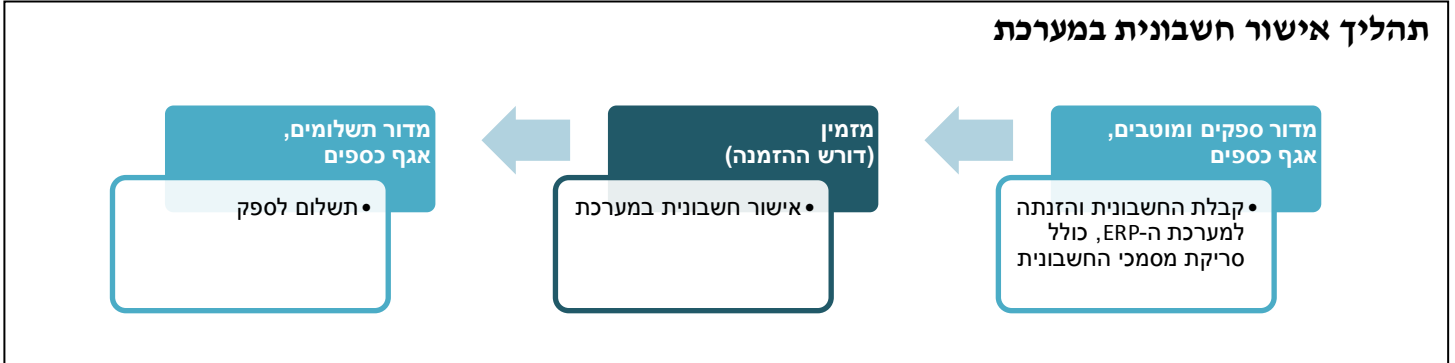 תהליך אישור חשבונית במערכת
מדור ספקים ומוטבים,
אגף כספים
•קבלת החשבונית והזנתה
למערכת ה-ERP, כולל
סריקת מסמכי החשבונית
מזמין
(דורש ההזמנה)
•אישור חשבונית במערכת
מדור תשלומים,
אגף כספים
•תשלום לספק